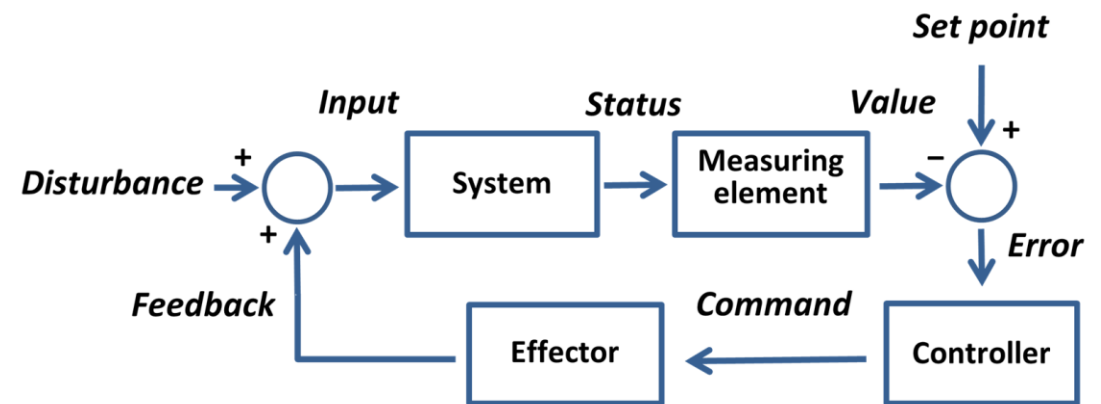 Set point
Input
Status
Value
+
Disturbance
+
System
Measuring
element
–
+
Error
Feedback
Command
Effector
Controller